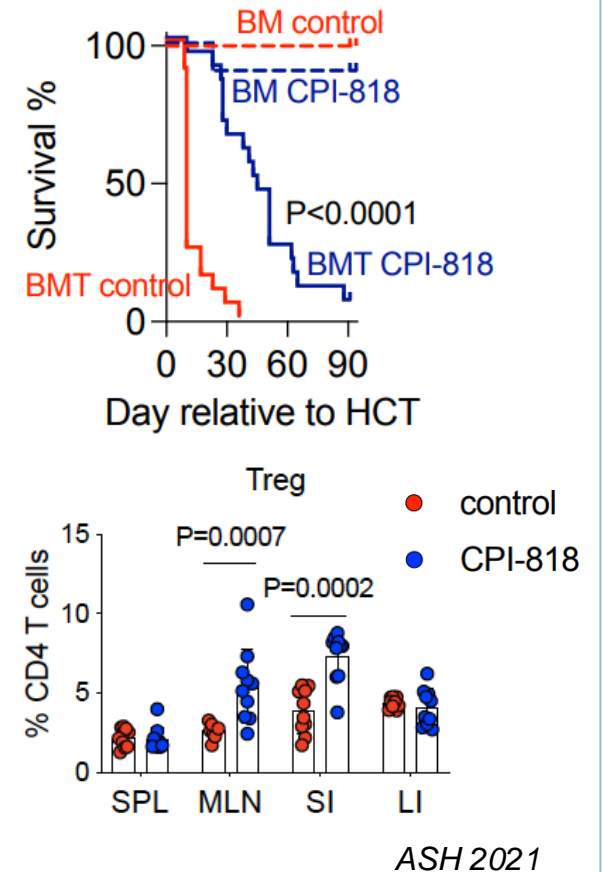 BM control
100
BM CPI-818
Survival %
50
P<0.0001
BMT CPI-818
BMT control
0
0 30 60 90
Day relative to HCT
Treg
control
15
P=0.0007
CPI-818
% CD4 T cells
P=0.0002
10
5
0
SPL MLN SI LI
ASH 2021